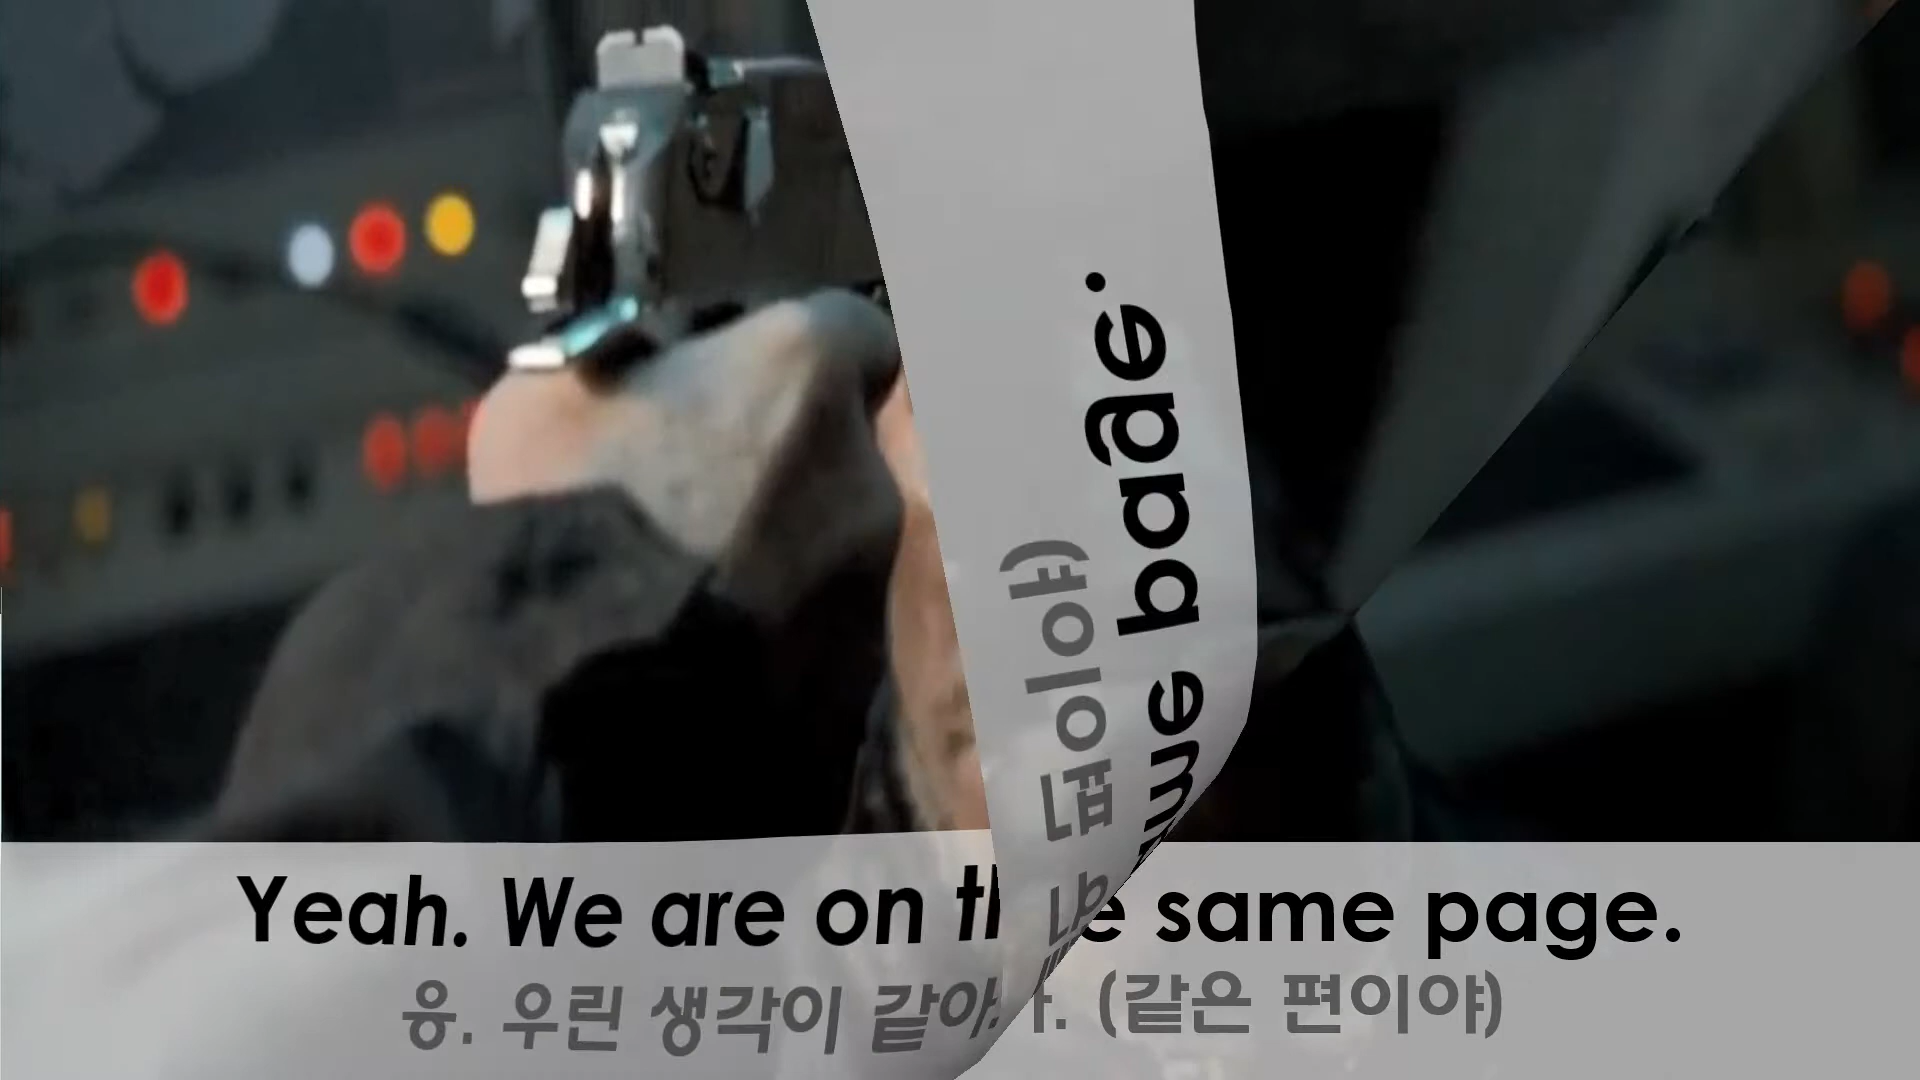 Yeah. We are on the same page.
응. 우린 생각이 같아. (같은 편이야)